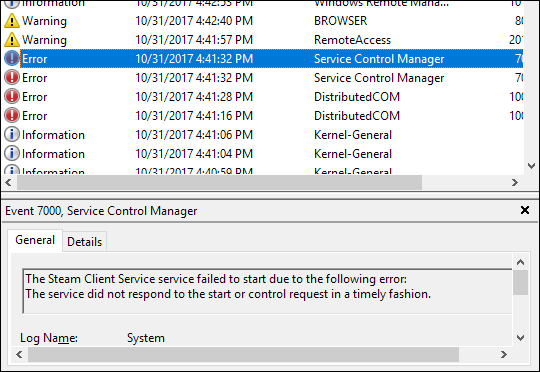 Information 10/31/2017 4:42:53 PM Windows Remote Mana...
Warning 10/31/2017 4:42:40 PM BROWSER 80
Warning 10/31/2017 4:41:57 PM RemoteAccess 201
Error 10/31/2017 4:41:32 PM Service Control Manager 70
Error 10/31/2017 4:41:32 PM Service Control Manager 70
Error 10/31/2017 4:41:28 PM DistributedCOM 100
Error 10/31/2017 4:41:16 PM DistributedCOM 100
Information 10/31/2017 4:41:06 PM Kernel-General
Information 10/31/2017 4:41:04 PM Kernel-General
Information 10/31/2017 4:40:59 PM Kernel-General
Event 7000, Service Control Manager
General Details
The Steam Client Service service failed to start due to the following error:
The service did not respond to the start or control request in a timely fashion.
Log Name: System